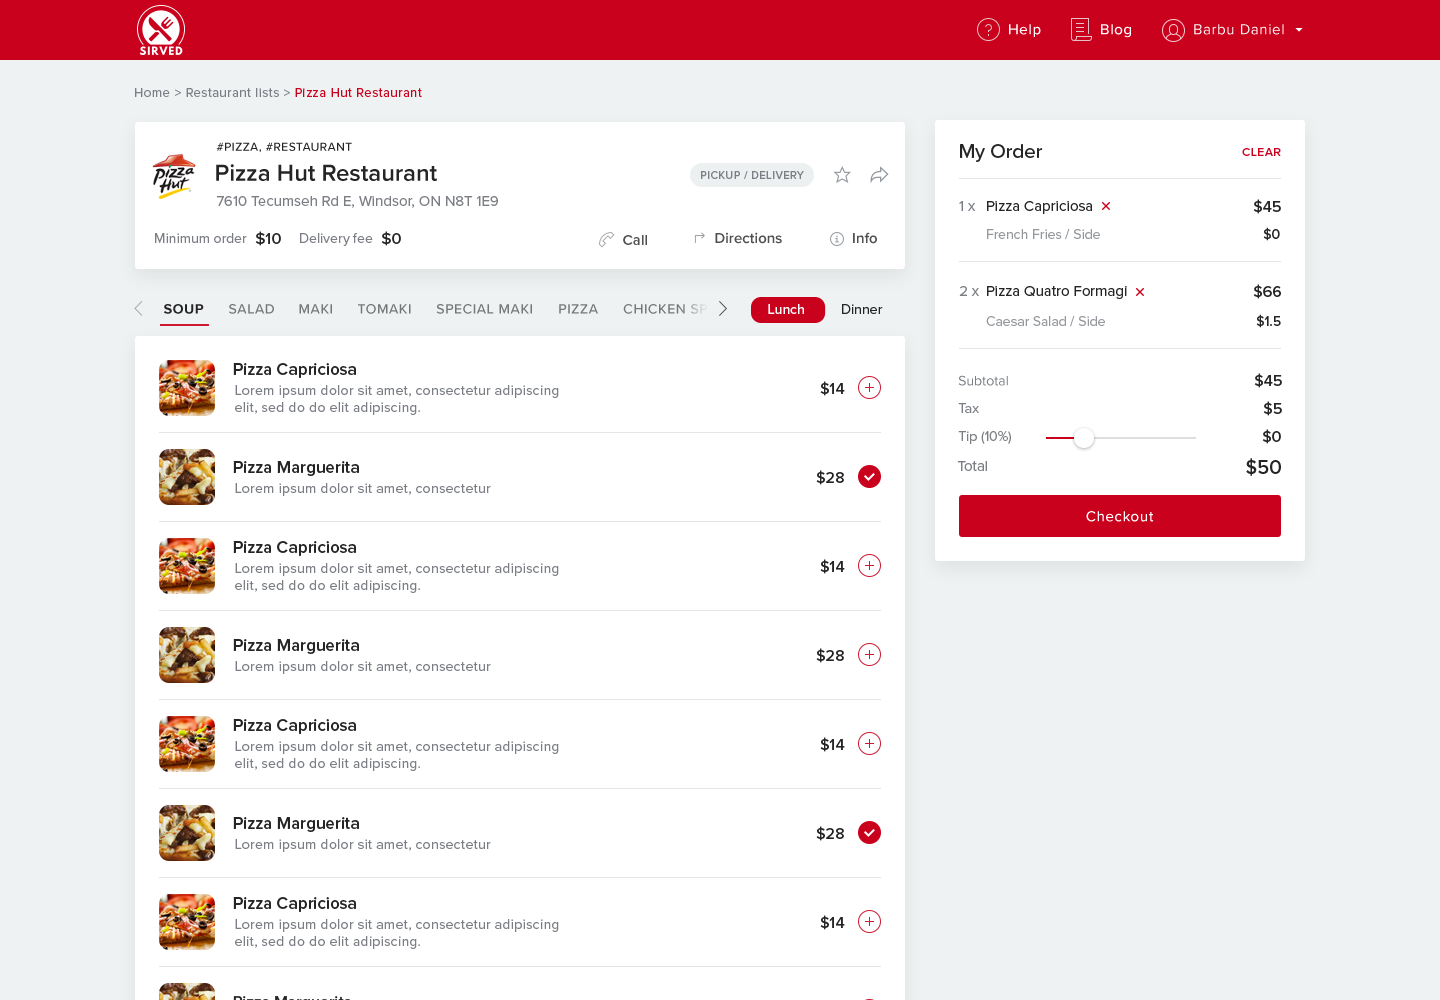 SIRVED
Help
Blog
Barbu Daniel
Home > Restaurant lists > Pizza Hut Restaurant
#PIZZA, #RESTAURANT
Pizza Hut
Pizza Hut Restaurant
PICKUP / DELIVERY
7610 Tecumseh Rd E, Windsor, ON N8T 1E9
Minimum order $10 Delivery fee $0
Call
Directions
Info
SOUP SALAD MAKI TOMAKI SPECIAL MAKI PIZZA CHICKEN SP
Lunch Dinner
Pizza Capriciosa
Lorem ipsum dolor sit amet, consectetur adipiscing
elit, sed do do elit adipiscing.
$14
Pizza Marguerita
Lorem ipsum dolor sit amet, consectetur
$28
Pizza Capriciosa
Lorem ipsum dolor sit amet, consectetur adipiscing
elit, sed do do elit adipiscing.
$14
Pizza Marguerita
Lorem ipsum dolor sit amet, consectetur
$28
Pizza Capriciosa
Lorem ipsum dolor sit amet, consectetur adipiscing
elit, sed do do elit adipiscing.
$14
Pizza Marguerita
Lorem ipsum dolor sit amet, consectetur
$28
Pizza Capriciosa
Lorem ipsum dolor sit amet, consectetur adipiscing
elit, sed do do elit adipiscing.
$14
Pizza Marguerita
My Order CLEAR
1 x Pizza Capriciosa $45
French Fries / Side $0
2 x Pizza Quatro Formagi $66
Caesar Salad / Side $1.5
Subtotal $45
Tax $5
Tip (10%) $0
Total $50
Checkout